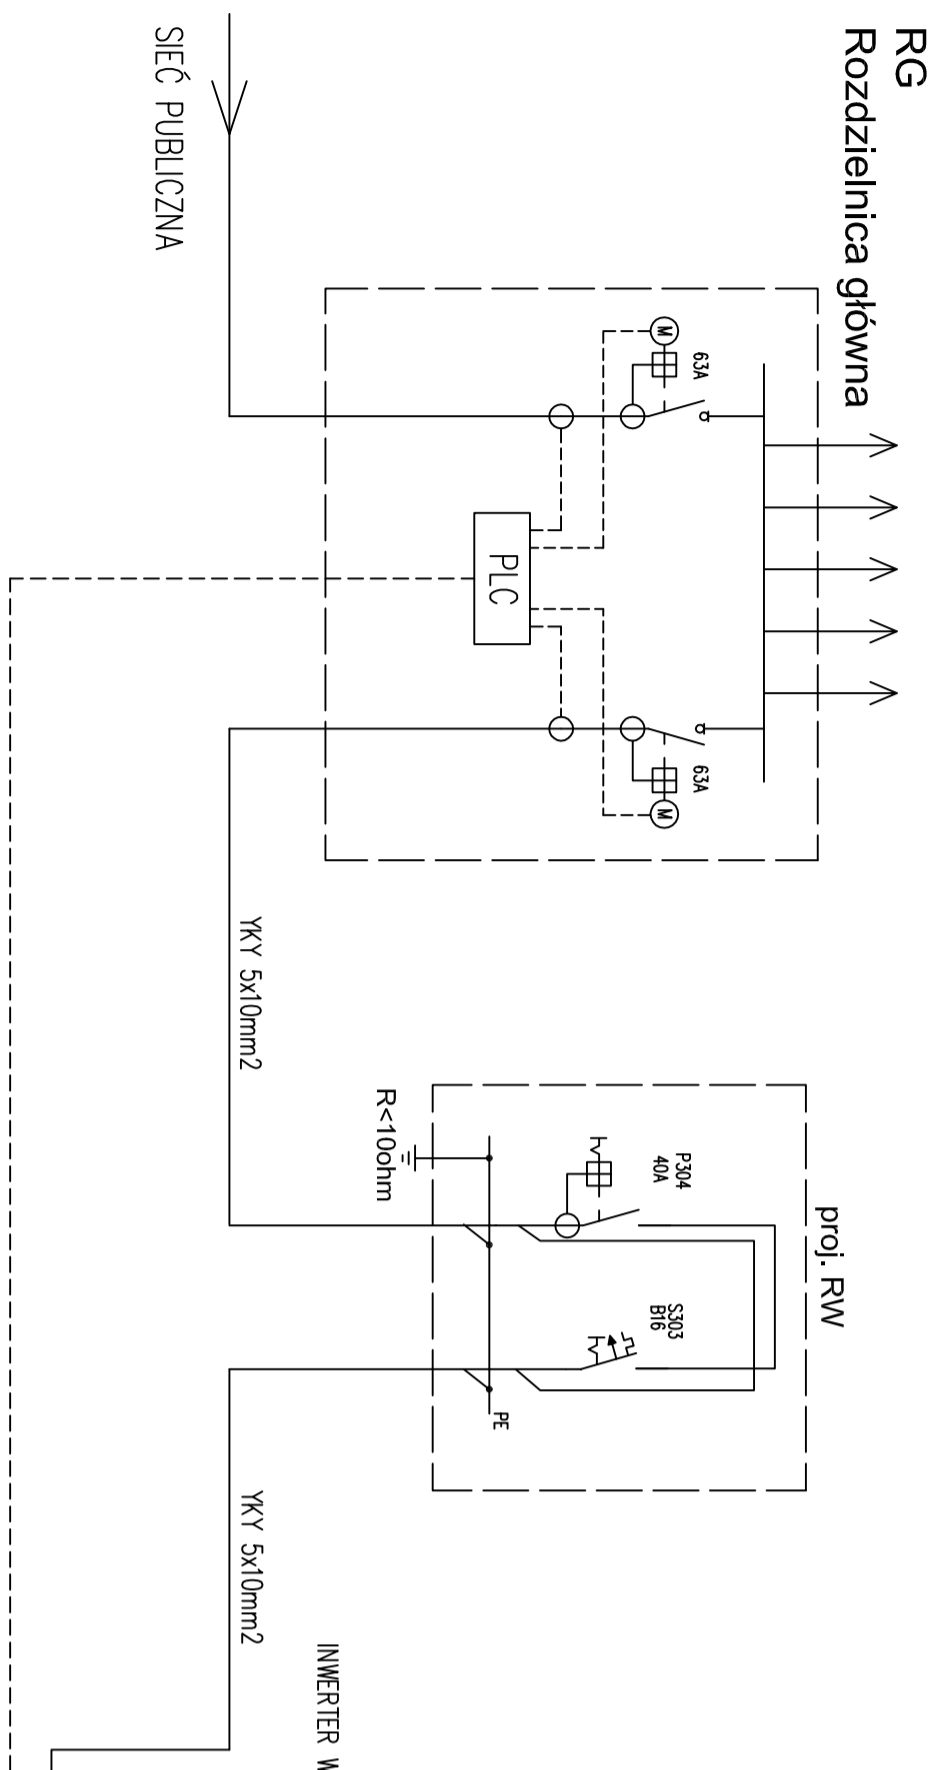 RG
Rozdzielnica główna
SIEĆ PUBLICZNA
M
63A
PLC
63A
M
YKY 5x10mm2
proj. RW
P304
40A
R<10ohm
S303
B16
PE
YKY 5x10mm2
INWERTER W